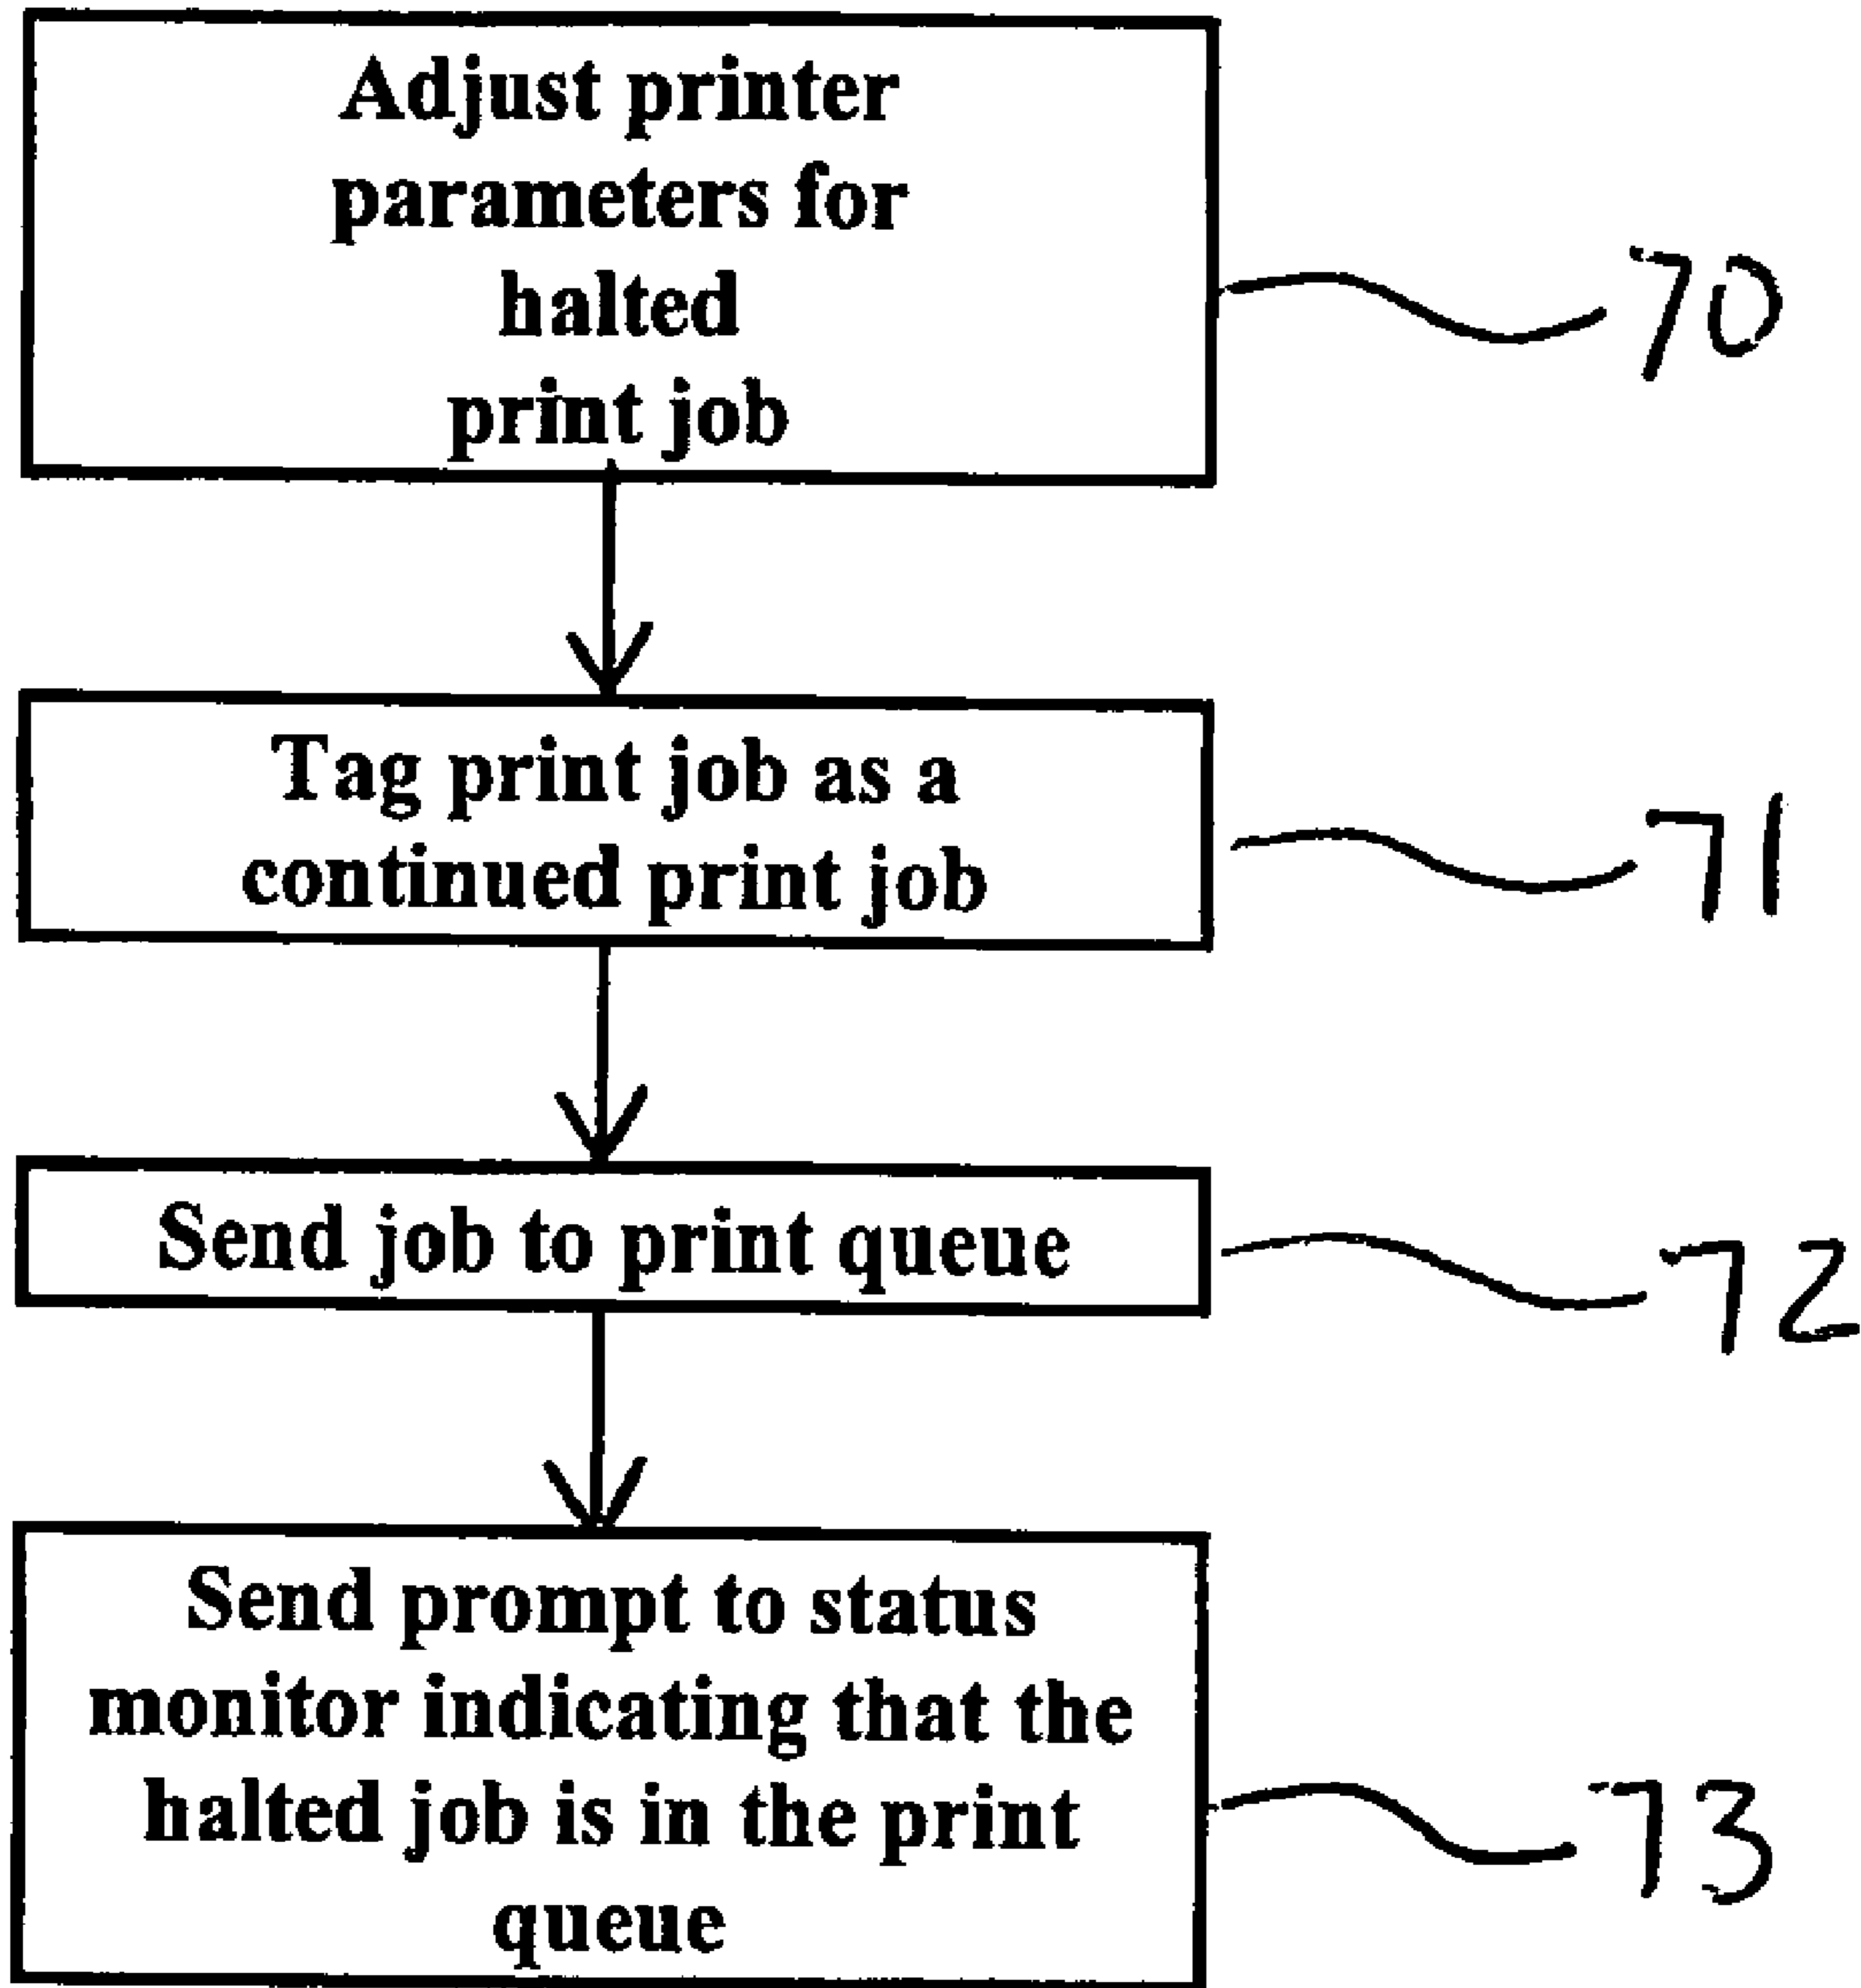 Adjust printer
parameters for
halted
print job
70
Tag print job as a
continued print job
71
Send job to print queue
72
Send prompt to status
monitor indicating that the
halted job is in the print
queue
73